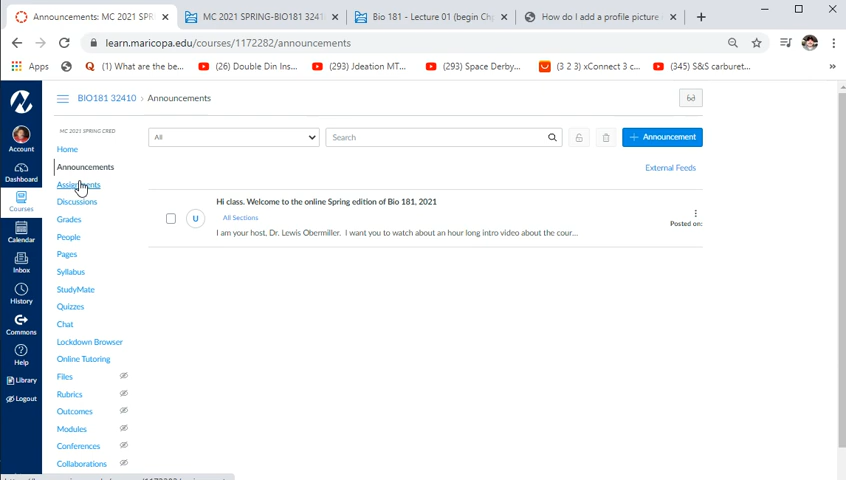 Announcements: MC 2021 SPR
MC 2021 SPRING-BIO181 3241
Bio 181 - Lecture 01 (begin Chp
How do I add a profile picture
learn.maricopa.edu/courses/1172282/announcements
Apps
(1) What are the be...
(26) Double Din Ins...
(293) Jdeation MT...
(293) Space Derby...
(3 2 3) xConnect 3 c...
(345) S&S carburet...
»
BIO181 32410 > Announcements
MC 2021 SPRING CRED
Account
Dashboard
Courses
Calendar
Inbox
History
Commons
Help
Library
Logout
Home
Announcements
Assignments
Discussions
Grades
People
Pages
Syllabus
StudyMate
Quizzes
Chat
Lockdown Browser
Online Tutoring
Files
Rubrics
Outcomes
Modules
Conferences
Collaborations
All
Search
+ Announcement
External Feeds
U
Hi class. Welcome to the online Spring edition of Bio 181, 2021
All Sections
I am your host, Dr. Lewis Obermiller. I want you to watch about an hour long intro video about the cour...
Posted on: